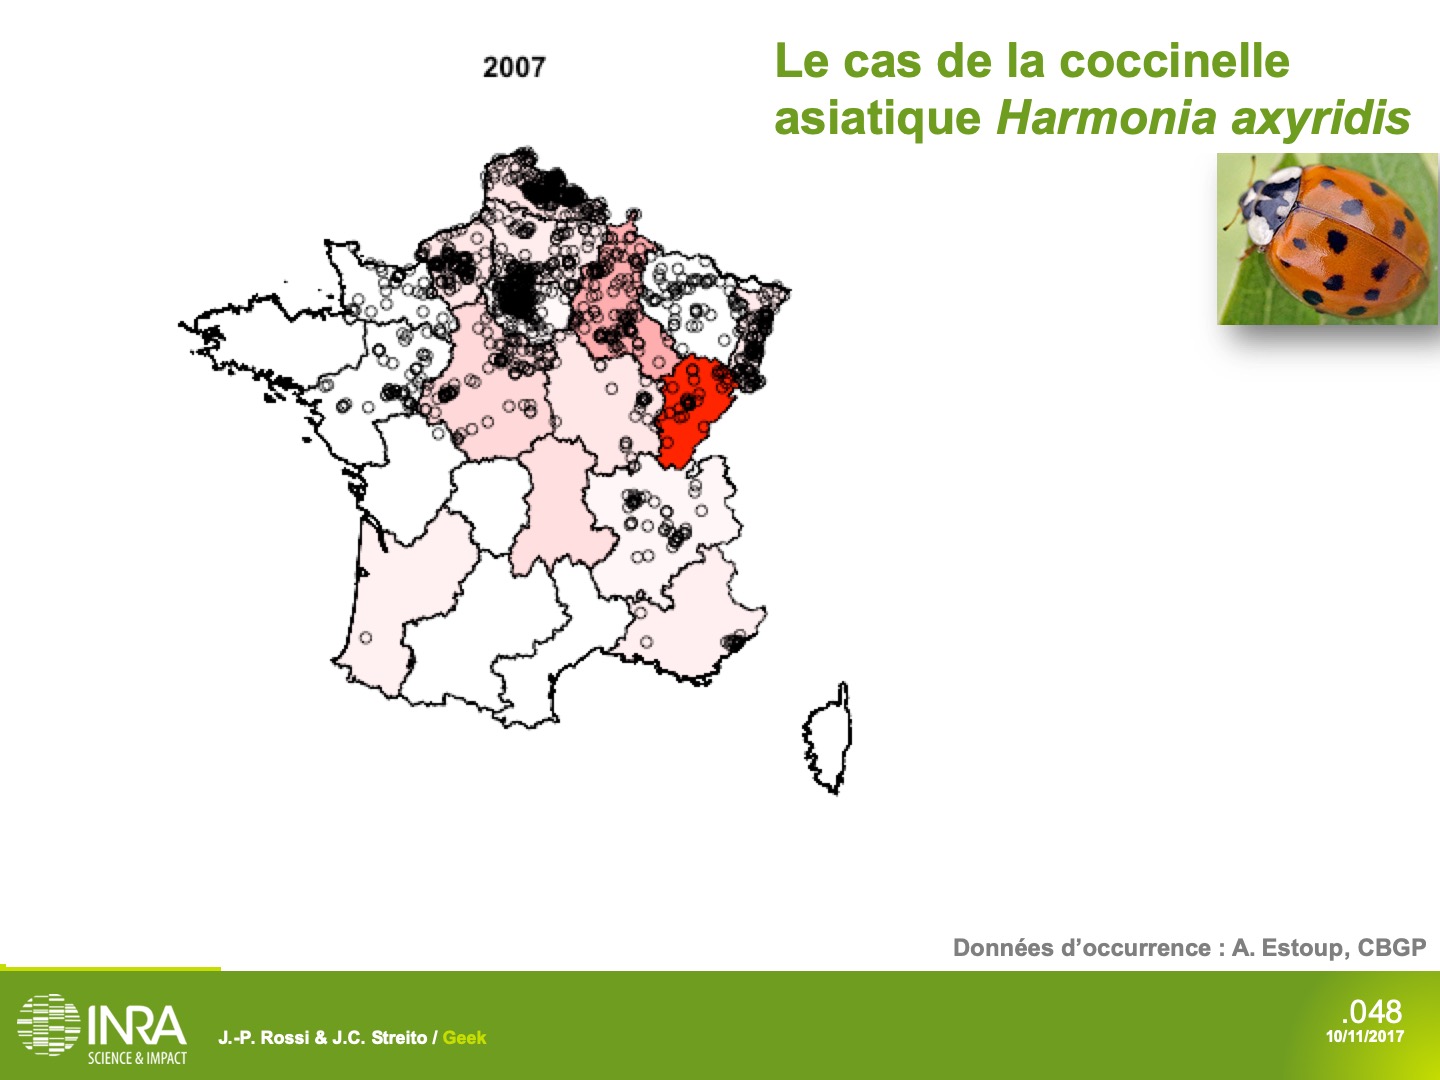 2007
Le cas de la coccinelle
asiatique Harmonia axyridis
Données d’occurrence : A. Estoup, CBGP
INRA
SCIENCE & IMPACT
J.-P. Rossi & J.C. Streito / Geek
.048
10/11/2017